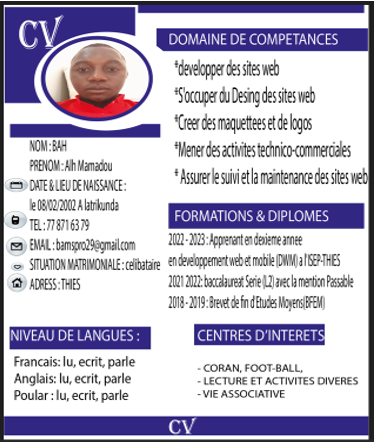 CV
NOM : BAH
PRENOM : Alh Mamadou
DATE & LIEU DE NAISSANCE :
le 08/02/2002 A latrikunda
TEL : 77 871 63 79
EMAIL : bamspro29@gmail.com
SITUATION MATRIMONIALE : celibataire
ADRESS : THIES
NIVEAU DE LANGUES :
Francais: lu, ecrit, parle
Anglais: lu, ecrit, parle
Poular : lu, ecrit, parle
DOMAINE DE COMPETANCES
*developper des sites web
*S'occuper du Desing des sites web
*Creer des maquettees et de logos
*Mener des activites technico-commerciales
* Assurer le suivi et la maintenance des sites web
FORMATIONS & DIPLOMES
2022 - 2023 : Apprenant en dexieme annee
en developpement web et mobile (DWM) a l'ISEP-THIES
2021 2022: baccalaureat Serie (L2) avec la mention Passable
2018 - 2019 : Brevet de fin d'Etudes Moyens(BFEM)
CENTRES D'INTERETS
- CORAN, FOOT-BALL,
- LECTURE ET ACTIVITES DIVERES
- VIE ASSOCIATIVE
CV